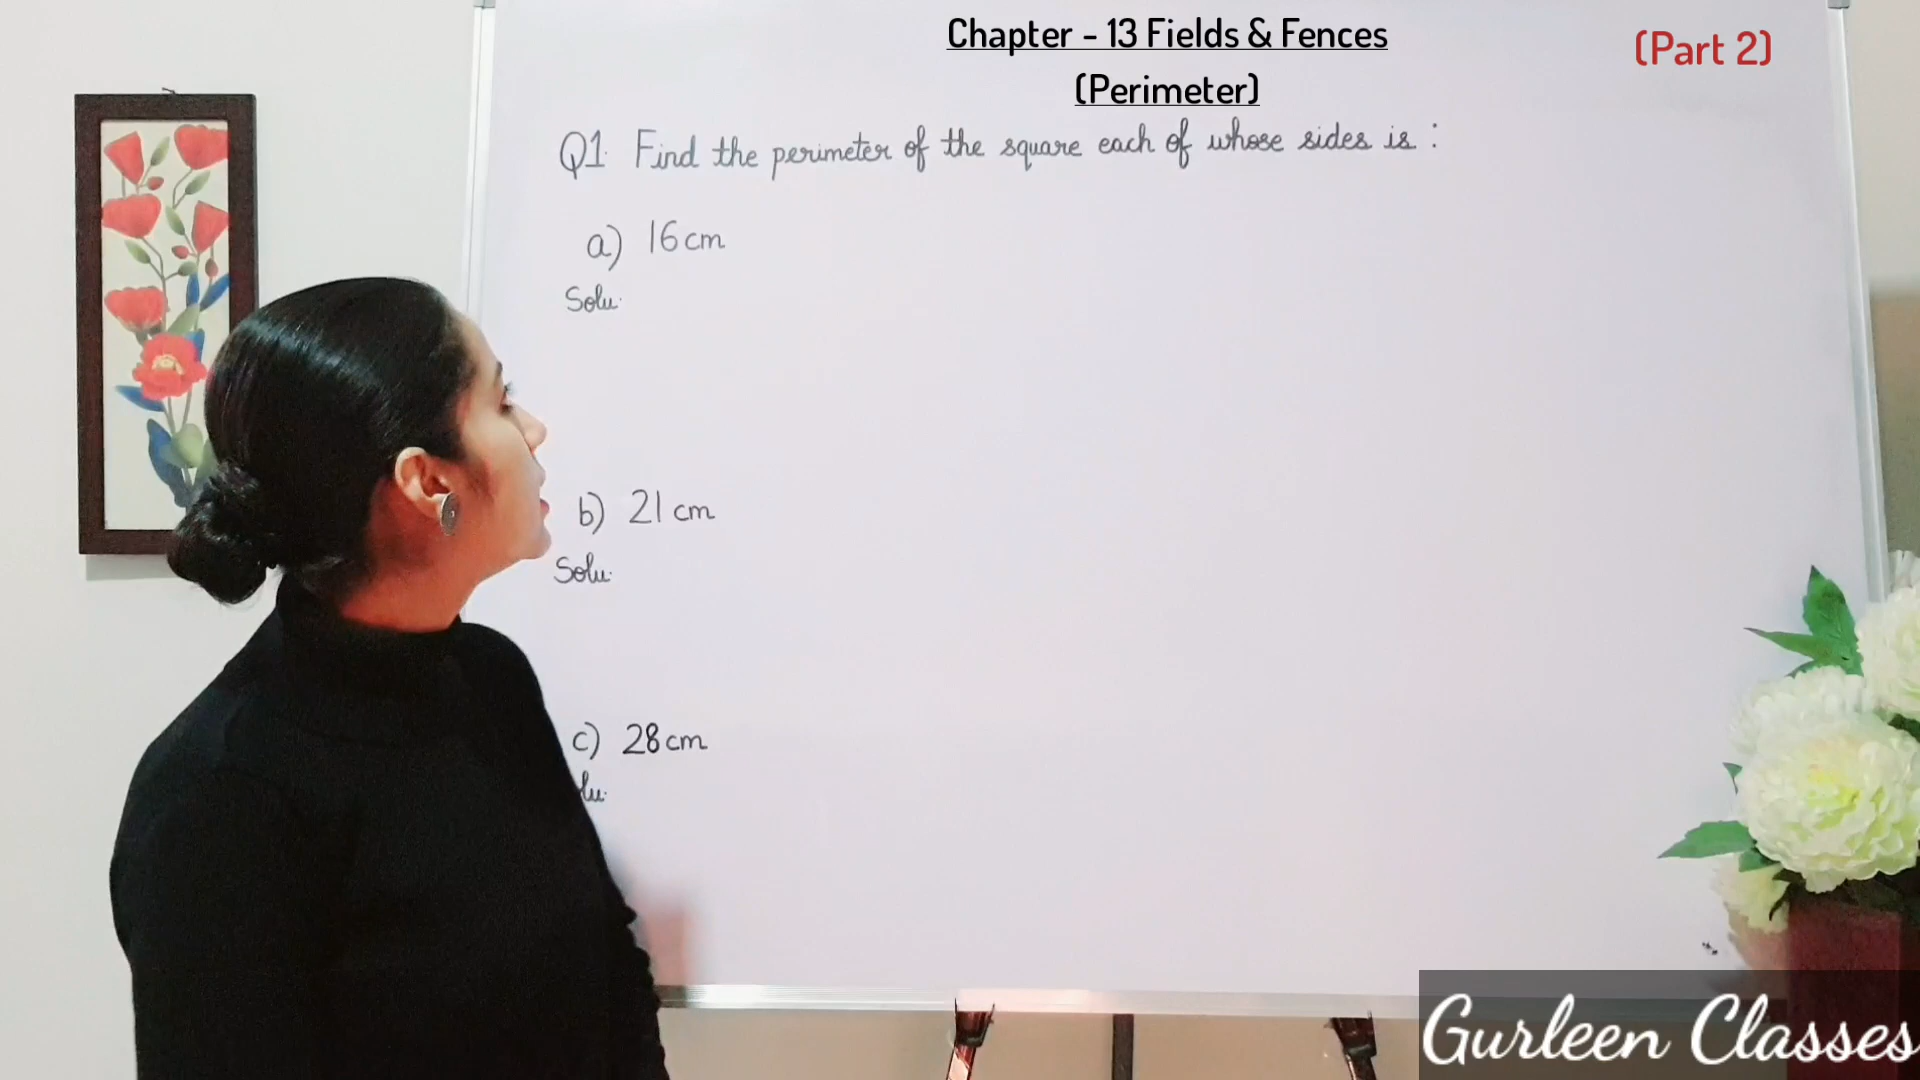 Chapter - 13 Fields & Fences
(Perimeter)
(Part 2)
Q1. Find the perimeter of the square each of whose sides is :
a) 16 cm
Solu.
b) 21 cm
Solu.
c) 28 cm
lu.
Gurleen Classes